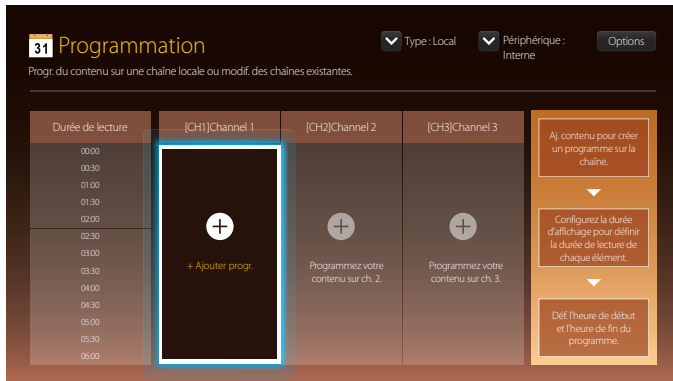 31 Programmation
Type : Local
Périphérique :
Interne
Options
Progr. du contenu sur une chaîne locale ou modif. des chaînes existantes.
Durée de lecture
[CH1]Channel 1
[CH2]Channel 2
[CH3]Channel 3
00:00
00:30
01:00
01:30
02:00
02:30
03:00
03:30
04:00
04:30
05:00
05:30
06:00
+ Ajouter progr.
Programmez votre
contenu sur ch. 2.
Programmez votre
contenu sur ch. 3.
Aj. contenu pour créer
un programme sur la
chaîne.
Configurez la durée
d'affichage pour définir
la durée de lecture de
chaque élément.
Déf. l'heure de début
et l'heure de fin du
programme.